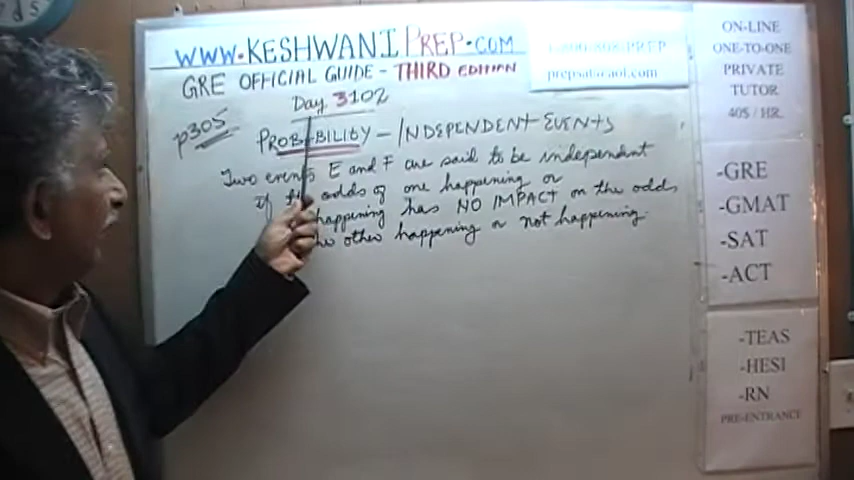 WWW.KESHWANIPREP.COM
GRE OFFICIAL GUIDE - THIRD EDITION
Day 3102
p305
PROBABILITY - INDEPENDENT EVENTS
Two events E and F are said to be independent
if odds of one happening or
happening has NO IMPACT on the odds
other happening or not happening.
PREP
prepsat@aol.com
ON-LINE
ONE-TO-ONE
PRIVATE
TUTOR
40$ / HR.
-GRE
-GMAT
-SAT
-ACT
-TEAS
-HESI
-RN
PRE-ENTRANCE